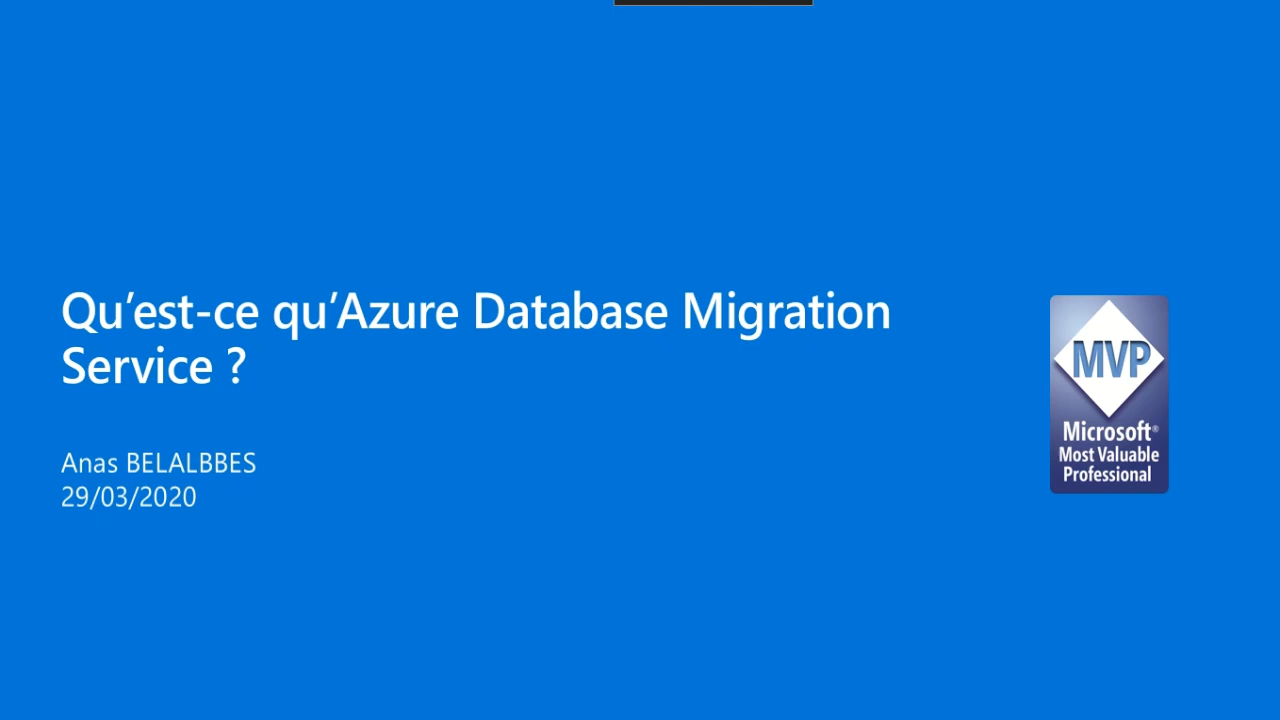 Qu’est-ce qu’Azure Database Migration
Service ?
Anas BELALBBES
29/03/2020
MVP
Microsoft®
Most Valuable
Professional